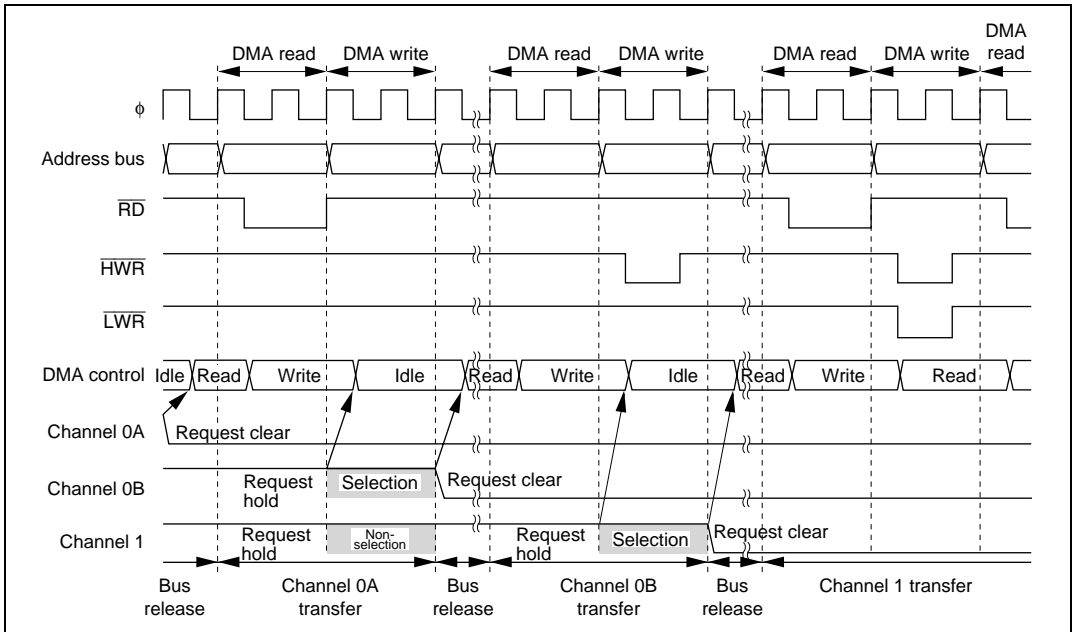 DMA read DMA write DMA read DMA write DMA read DMA write DMA read
φ
Address bus
RD
HWR
LWR
DMA control Idle Read Write Idle Read Write Idle Read Write Read
Channel 0A Request clear
Channel 0B Request hold Selection Request clear
Channel 1 Request hold Non-selection Request hold Selection Request clear
Bus release Channel 0A transfer Bus release Channel 0B transfer Bus release Channel 1 transfer